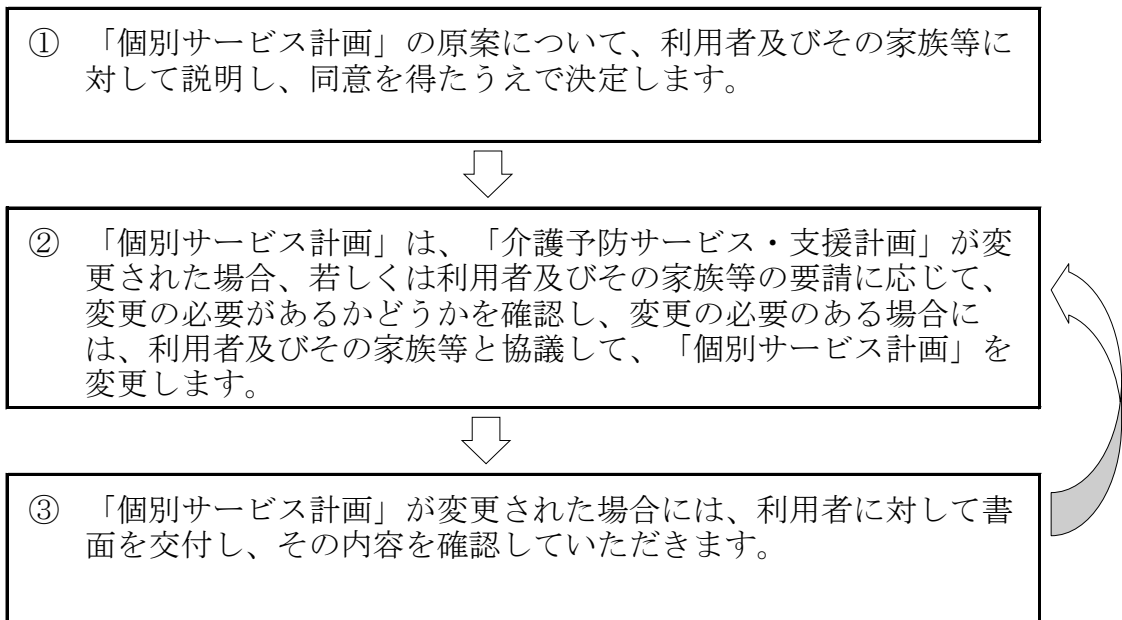 ① 「個別サービス計画」の原案について、利用者及びその家族等に
対して説明し、同意を得たうえで決定します。
② 「個別サービス計画」は、「介護予防サービス・支援計画」が変
更された場合、若しくは利用者及びその家族等の要請に応じて、
変更の必要があるかどうかを確認し、変更の必要のある場合に
は、利用者及びその家族等と協議して、「個別サービス計画」を
変更します。
③ 「個別サービス計画」が変更された場合には、利用者に対して書
面を交付し、その内容を確認していただきます。